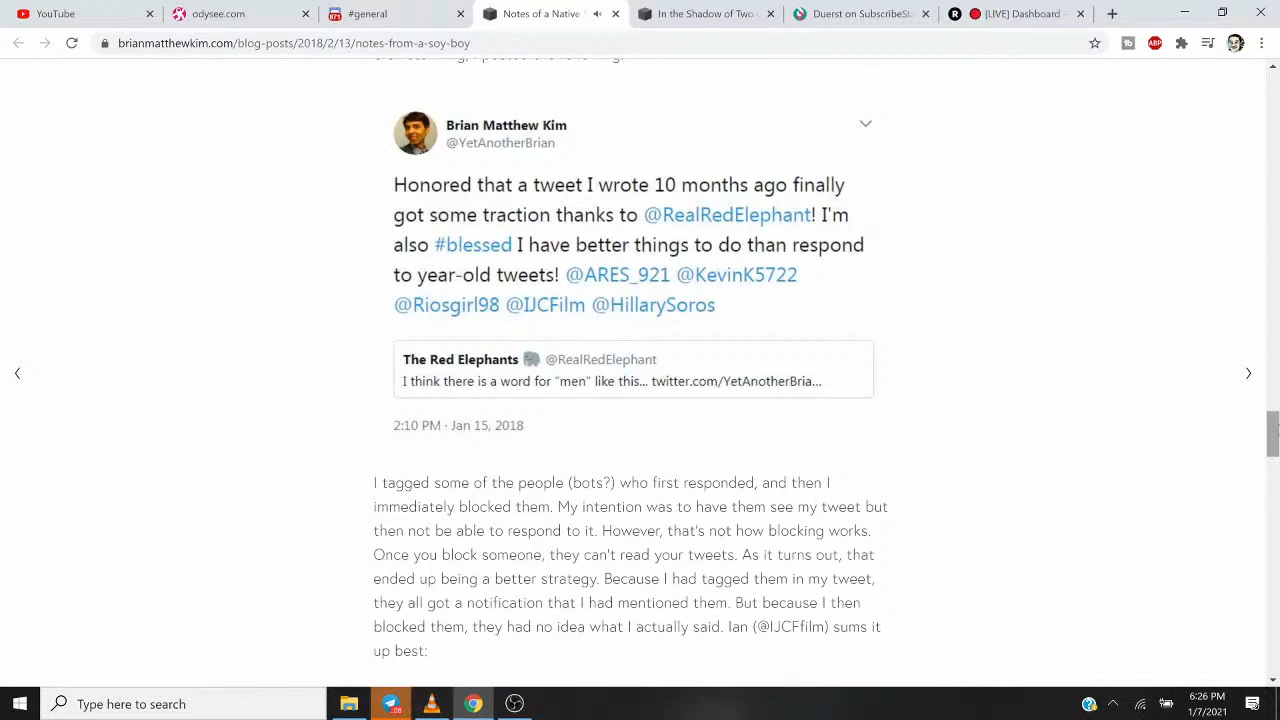 YouTube
odysee.com
#general
Notes of a Native
In the Shadow of Two
Duerst on SubscribeSta
[LIVE] Dashboard -
brianmatthewkim.com/blog-posts/2018/2/13/notes-from-a-soy-boy
Brian Matthew Kim
@YetAnotherBrian
Honored that a tweet I wrote 10 months ago finally
got some traction thanks to @RealRedElephant! I'm
also #blessed I have better things to do than respond
to year-old tweets! @ARES_921 @KevinK5722
@Riosgirl98 @IJCFilm @HillarySoros
The Red Elephants @RealRedElephant
I think there is a word for "men" like this... twitter.com/YetAnotherBria...
2:10 PM · Jan 15, 2018
I tagged some of the people (bots?) who first responded, and then I
immediately blocked them. My intention was to have them see my tweet but
then not be able to respond to it. However, that's not how blocking works.
Once you block someone, they can't read your tweets. As it turns out, that
ended up being a better strategy. Because I had tagged them in my tweet,
they all got a notification that I had mentioned them. But because I then
blocked them, they had no idea what I actually said. Ian (@IJCFfilm) sums it
up best:
Type here to search
6:26 PM
1/7/2021